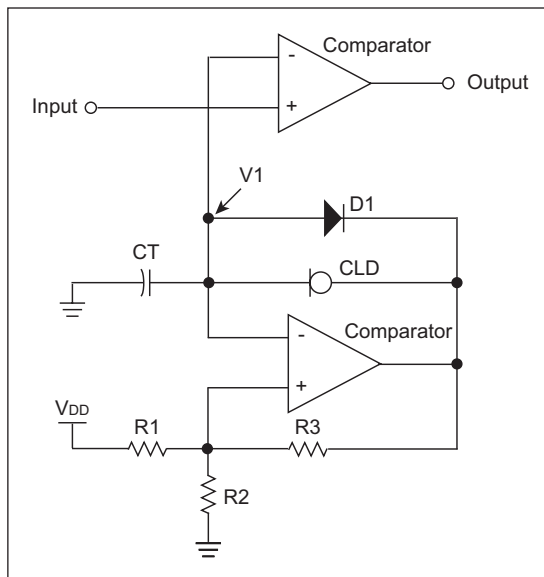 Comparator
-
+
Input
Output
V1
D1
CT
CLD
Comparator
-
+
VDD
R1
R3
R2